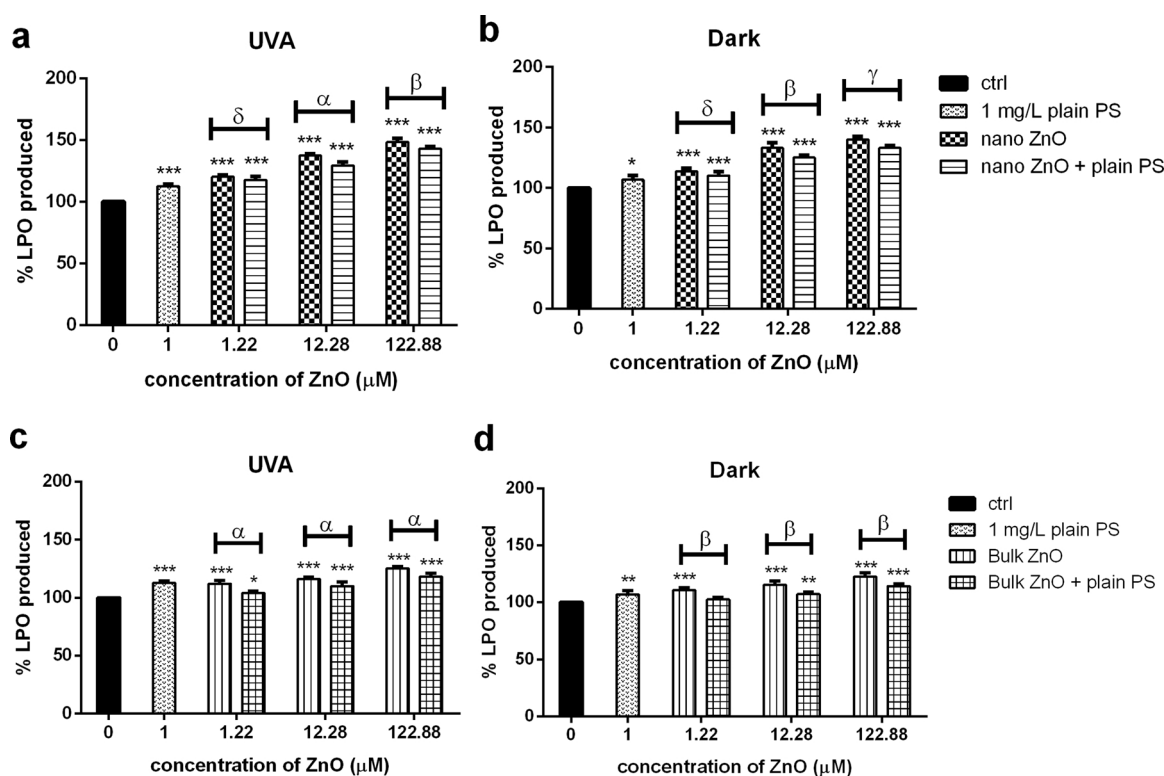 a
UVA
200
150
100
50
0
% LPO produced
***
***
***
***
***
***
***
δ
α
β
0
1
1.22
12.28
122.88
concentration of ZnO (μM)
b
Dark
200
150
100
50
0
% LPO produced
*
***
***
***
***
***
***
δ
β
γ
0
1
1.22
12.28
122.88
concentration of ZnO (μM)
ctrl
1 mg/L plain PS
nano ZnO
nano ZnO + plain PS
c
UVA
200
150
100
50
0
% LPO produced
***
***
*
***
***
***
***
α
α
α
0
1
1.22
12.28
122.88
concentration of ZnO (μM)
d
Dark
200
150
100
50
0
% LPO produced
**
***
***
**
***
***
β
β
β
0
1
1.22
12.28
122.88
concentration of ZnO (μM)
ctrl
1 mg/L plain PS
Bulk ZnO
Bulk ZnO + plain PS